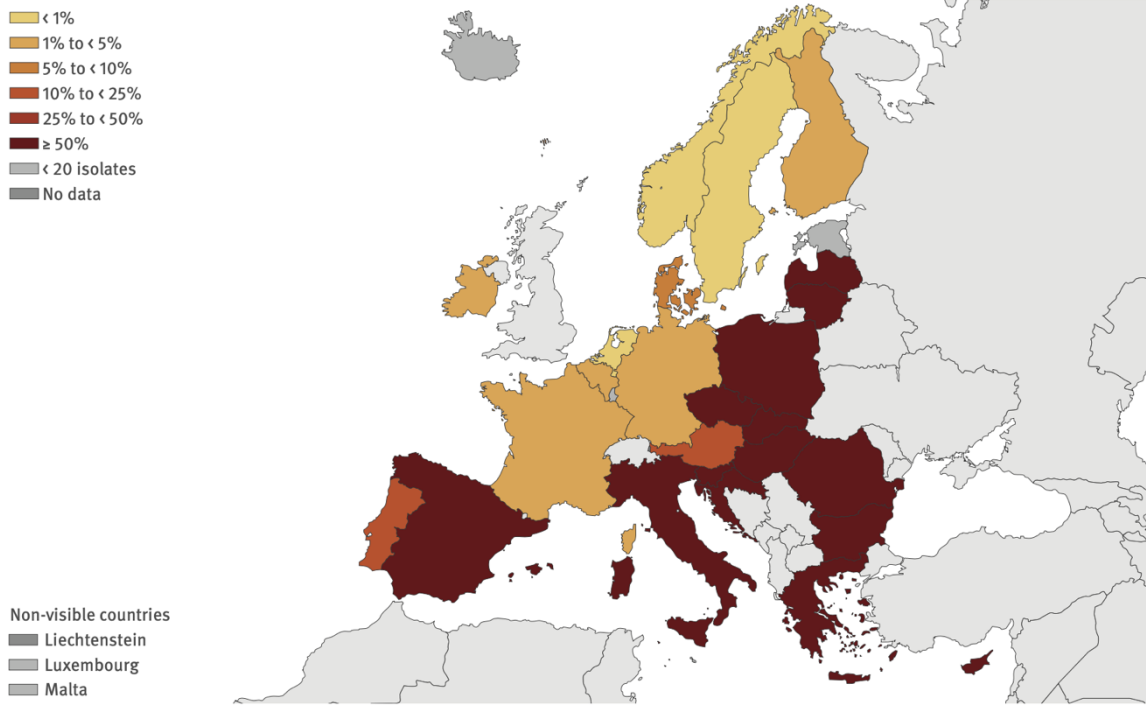 < 1%
1% to < 5%
5% to < 10%
10% to < 25%
25% to < 50%
≥ 50%
< 20 isolates
No data
Non-visible countries
Liechtenstein
Luxembourg
Malta